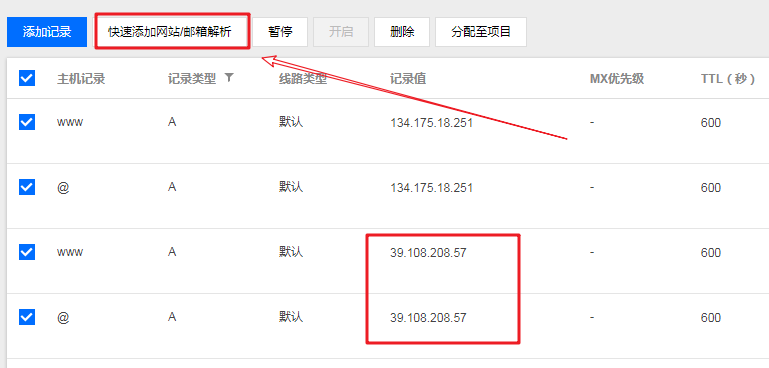 添加记录 快速添加网站/邮箱解析 暂停 开启 删除 分配至项目
主机记录 记录类型 线路类型 记录值 MX优先级 TTL（秒）
www A 默认 134.175.18.251 - 600
@ A 默认 134.175.18.251 - 600
www A 默认 39.108.208.57 - 600
@ A 默认 39.108.208.57 - 600